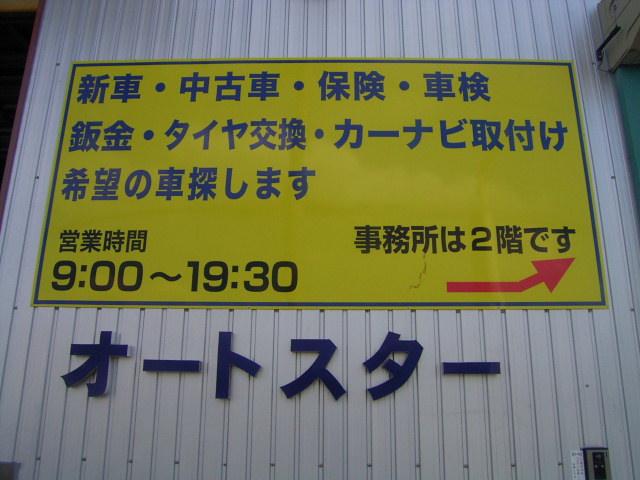 新車・中古車・保険・車検
鈑金・タイヤ交換・カーナビ取付け
希望の車探します
営業時間
9:00～19:30
事務所は2階です
オートスター